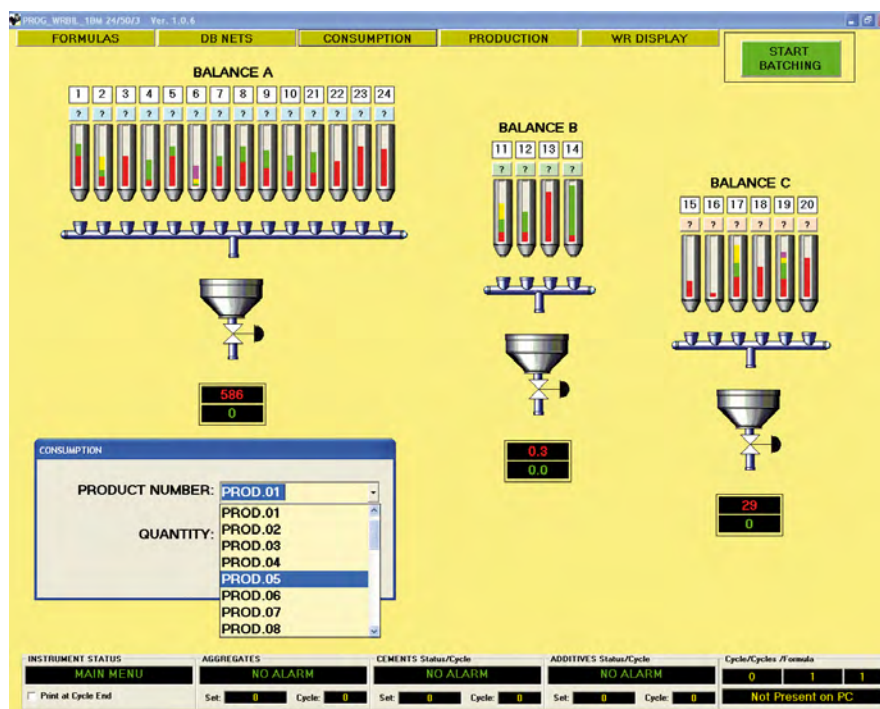 PROG_WRBIL_1BM 24/50/3 Ver. 1.0.6
FORMULAS DB NETS CONSUMPTION PRODUCTION WR DISPLAY
START
BATCHING
BALANCE A
1 2 3 4 5 6 7 8 9 10 21 22 23 24
? ? ? ? ? ? ? ? ? ? ? ? ? ?
BALANCE B
11 12 13 14
? ? ? ?
BALANCE C
15 16 17 18 19 20
? ? ? ? ? ?
586
0
0.3
0.0
29
0
CONSUMPTION
PRODUCT NUMBER: PROD.01
QUANTITY:
PROD.01
PROD.02
PROD.03
PROD.04
PROD.05
PROD.06
PROD.07
PROD.08
INSTRUMENT STATUS
MAIN MENU
Print at Cycle End
AGGREGATES
NO ALARM
Set: 0 Cycle: 0
CEMENTS Status/Cycle
NO ALARM
Set: 0 Cycle: 0
ADDITIVES Status/Cycle
NO ALARM
Set: 0 Cycle: 0
Cycle/Cycles /Formula
0 1 1
Not Present on PC